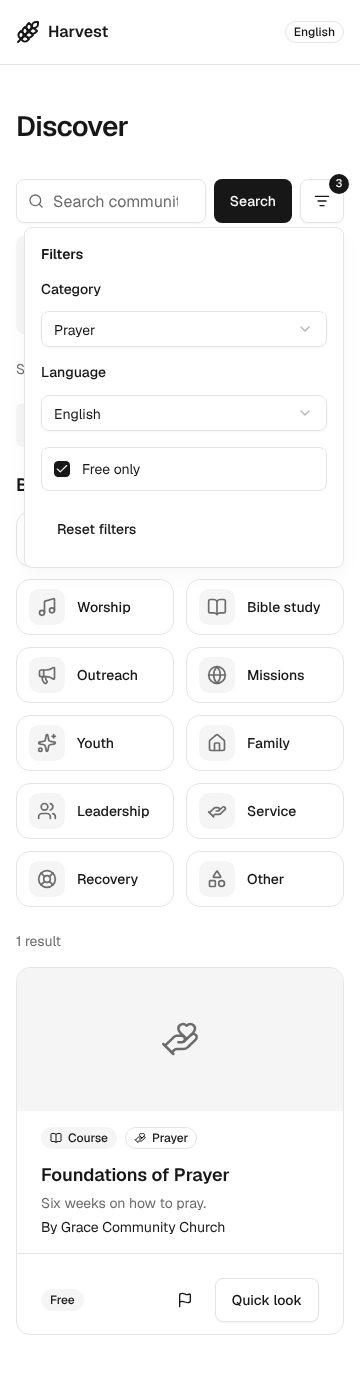 Harvest
English
Discover
Search communit
Search
3
Filters
Category
Prayer
Language
English
Free only
Reset filters
S
B
Worship
Bible study
Outreach
Missions
Youth
Family
Leadership
Service
Recovery
Other
1 result
Course
Prayer
Foundations of Prayer
Six weeks on how to pray.
By Grace Community Church
Free
Quick look